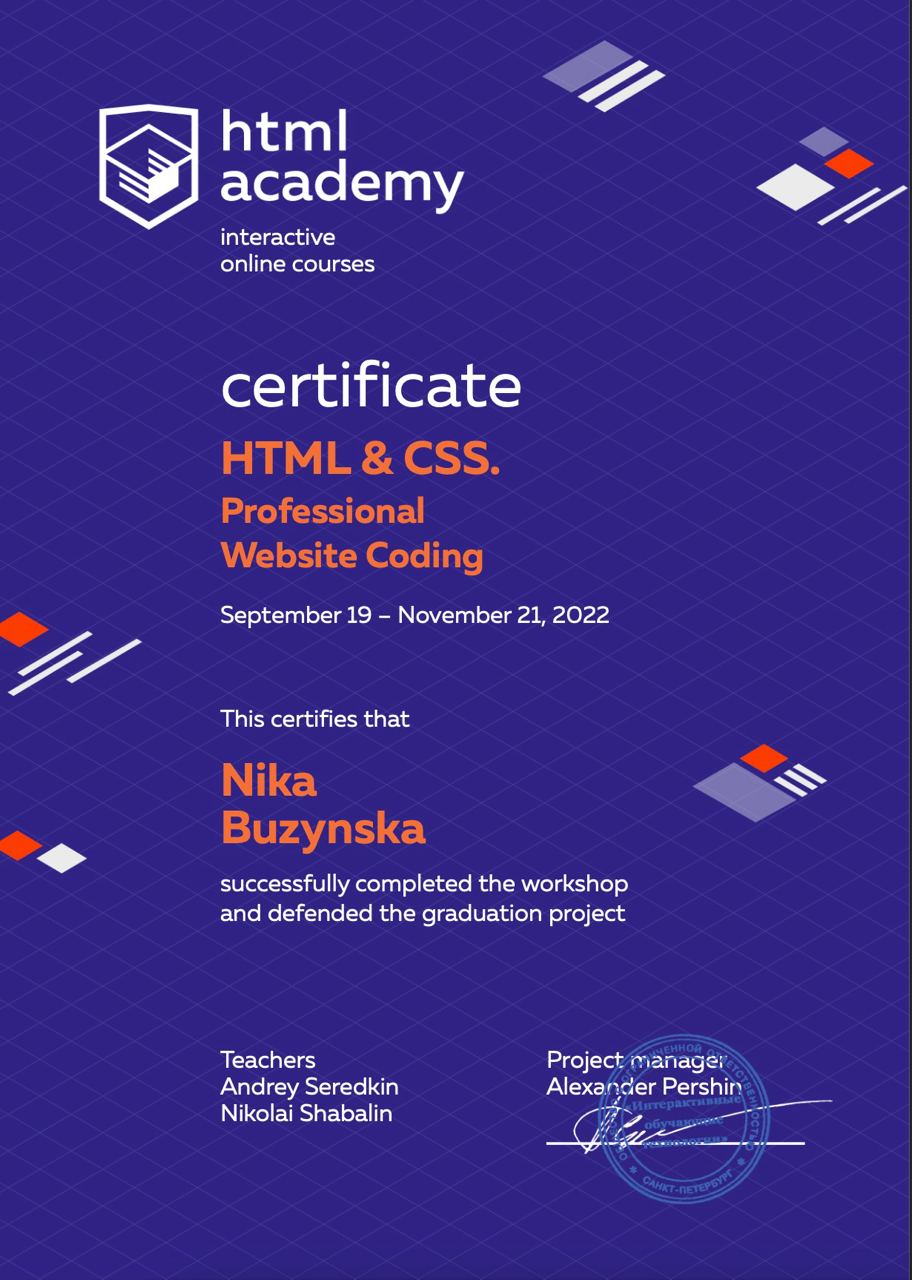 html
academy
interactive
online courses
certificate
HTML & CSS.
Professional
Website Coding
September 19 – November 21, 2022
This certifies that
Nika
Buzynska
successfully completed the workshop
and defended the graduation project
Teachers
Andrey Seredkin
Nikolai Shabalin
Project manager
Alexander Pershin
ОТВЕТСТВЕННОСТЬЮ
Интерактивные
обучающие
технологии»
САНКТ-ПЕТЕРБУРГ